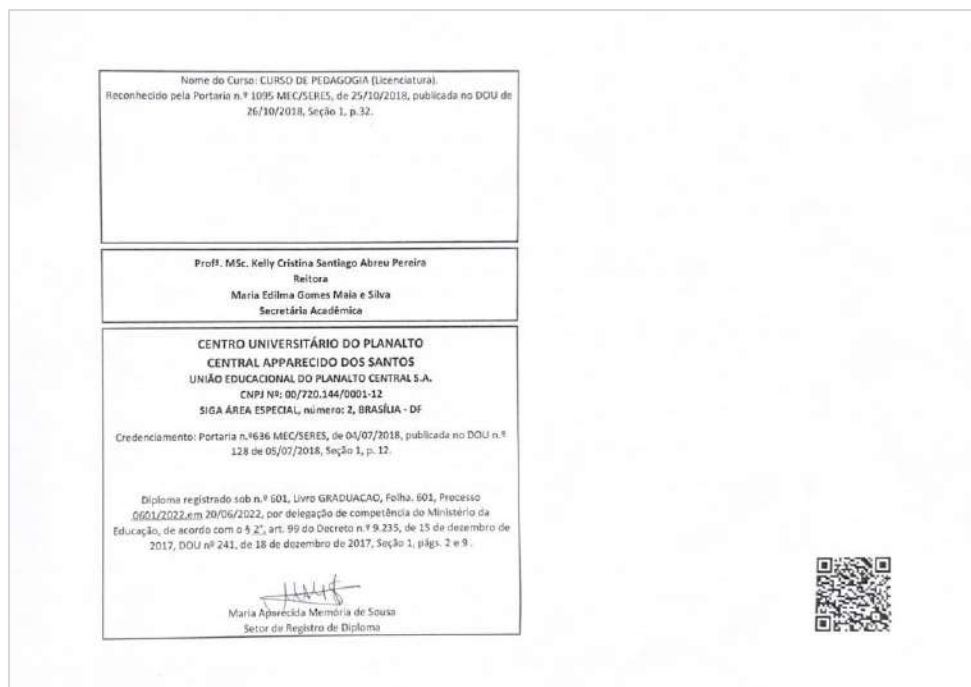 Nome do Curso: CURSO DE PEDAGOGIA (Licenciatura).
Reconhecido pela Portaria n.º 1095 MEC/SERES, de 25/10/2018, publicada no DOU de
26/10/2018, Seção 1, p.32.
Profª. MSc. Kelly Cristina Santiago Abreu Pereira
Reitora
Maria Edilma Gomes Maia e Silva
Secretária Acadêmica
CENTRO UNIVERSITÁRIO DO PLANALTO
CENTRAL APPARECIDO DOS SANTOS
UNIÃO EDUCACIONAL DO PLANALTO CENTRAL S.A.
CNPJ Nº: 00/720.144/0001-12
SIGA ÁREA ESPECIAL, número: 2, BRASÍLIA - DF
Credenciamento: Portaria n.º636 MEC/SERES, de 04/07/2018, publicada no DOU n.º
128 de 05/07/2018, Seção 1, p. 12.
Diploma registrado sob n.º 601, Livro GRADUACAO, Folha. 601, Processo
0601/2022.em 20/06/2022, por delegação de competência do Ministério da
Educação, de acordo com o § 2°, art. 99 do Decreto n.º 9.235, de 15 de dezembro de
2017, DOU nº 241, de 18 de dezembro de 2017, Seção 1, págs. 2 e 9.
Maria Aparecida Memória de Sousa
Setor de Registro de Diploma